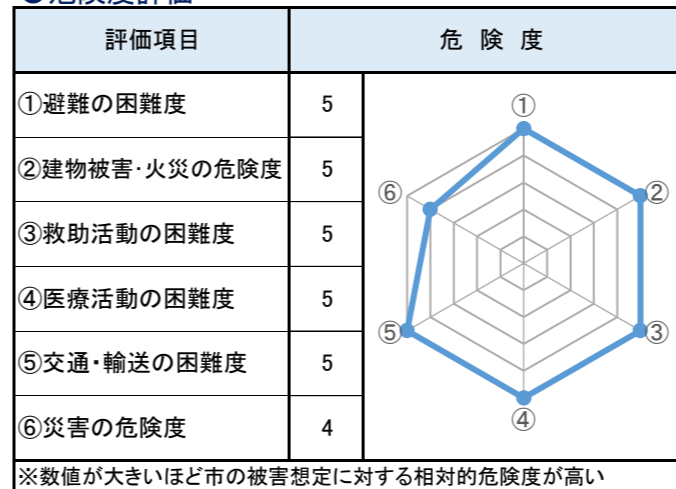 ●危険度評価
評価項目 危 険 度
①避難の困難度 5
②建物被害・火災の危険度 5
③救助活動の困難度 5
④医療活動の困難度 5
⑤交通・輸送の困難度 5
⑥災害の危険度 4
①
②
③
④
⑤
⑥
※数値が大きいほど市の被害想定に対する相対的危険度が高い